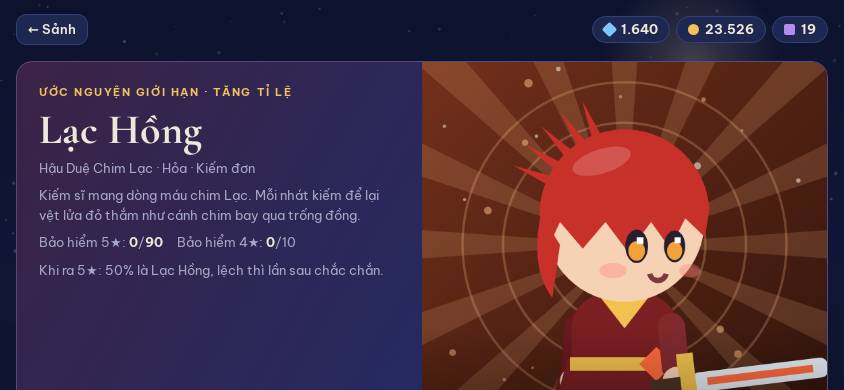 ← Sảnh
1.640
23.526
19
ƯỚC NGUYỆN GIỚI HẠN · TĂNG TỈ LỆ
Lạc Hồng
Hậu Duệ Chim Lạc · Hỏa · Kiếm đơn
Kiếm sĩ mang dòng máu chim Lạc. Mỗi nhát kiếm để lại
vệt lửa đỏ thắm như cánh chim bay qua trống đồng.
Bảo hiểm 5★: 0/90 Bảo hiểm 4★: 0/10
Khi ra 5★: 50% là Lạc Hồng, lệch thì lần sau chắc chắn.